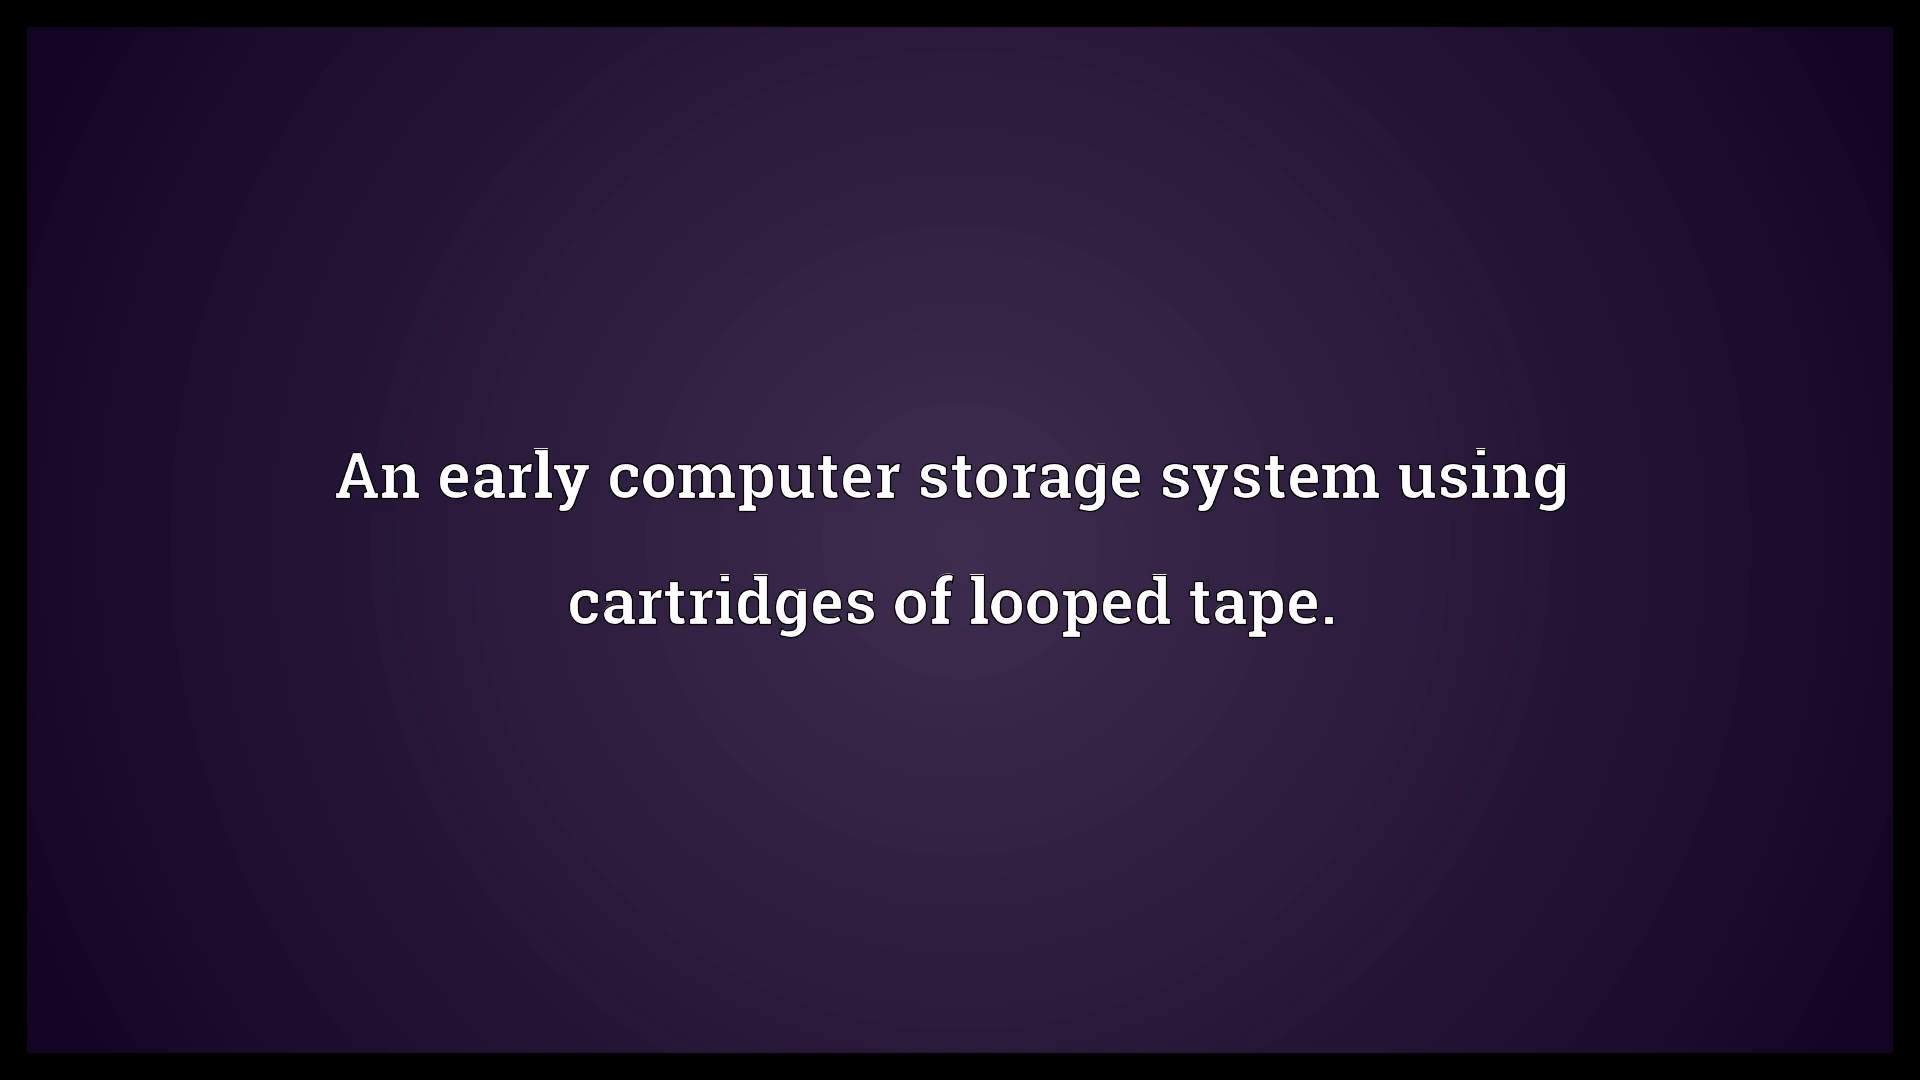 An early computer storage system using
cartridges of looped tape.